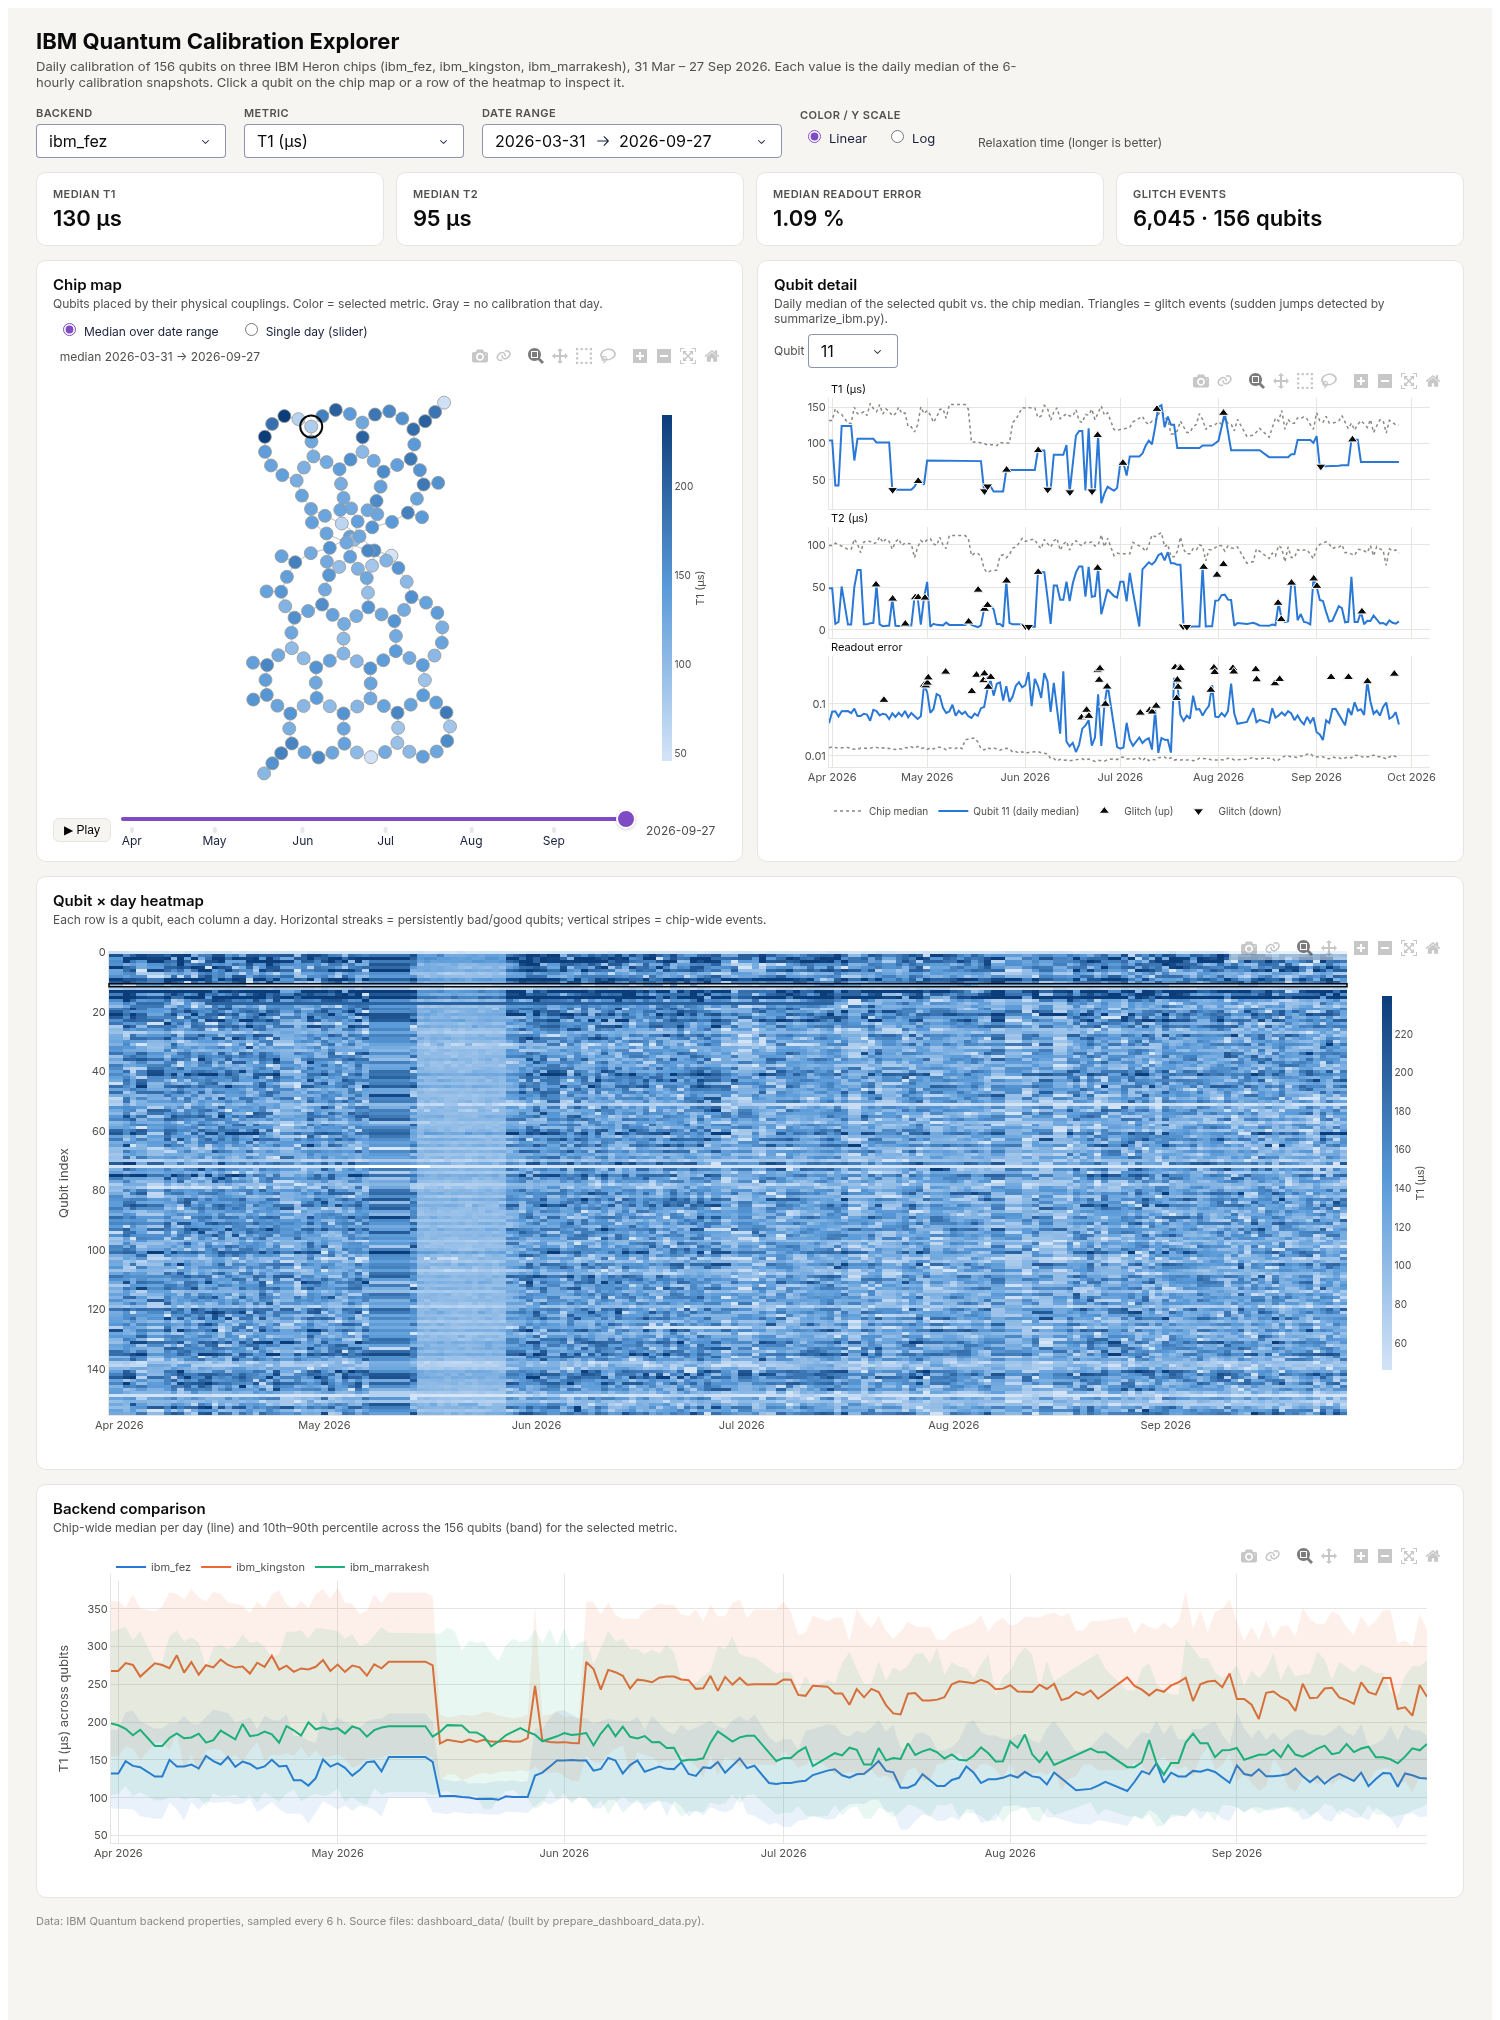 IBM Quantum Calibration Explorer
Daily calibration of 156 qubits on three IBM Heron chips (ibm_fez, ibm_kingston, ibm_marrakesh), 31 Mar – 27 Sep 2026. Each value is the daily median of the 6-
hourly calibration snapshots. Click a qubit on the chip map or a row of the heatmap to inspect it.
BACKEND
METRIC
DATE RANGE
COLOR / Y SCALE
ibm_fez
T1 (µs)
2026-03-31 → 2026-09-27
Linear
Log
Relaxation time (longer is better)
MEDIAN T1
130 µs
MEDIAN T2
95 µs
MEDIAN READOUT ERROR
1.09 %
GLITCH EVENTS
6,045 · 156 qubits
Chip map
Qubits placed by their physical couplings. Color = selected metric. Gray = no calibration that day.
Median over date range
Single day (slider)
median 2026-03-31 → 2026-09-27
200
150
100
50
T1 (µs)
▶ Play
Apr
May
Jun
Jul
Aug
Sep
2026-09-27
Qubit detail
Daily median of the selected qubit vs. the chip median. Triangles = glitch events (sudden jumps detected by
summarize_ibm.py).
Qubit
11
T1 (µs)
150
100
50
T2 (µs)
100
50
0
Readout error
0.1
0.01
Apr 2026
May 2026
Jun 2026
Jul 2026
Aug 2026
Sep 2026
Oct 2026
Chip median
Qubit 11 (daily median)
Glitch (up)
Glitch (down)
Qubit × day heatmap
Each row is a qubit, each column a day. Horizontal streaks = persistently bad/good qubits; vertical stripes = chip-wide events.
0
20
40
60
80
100
120
140
Qubit index
Apr 2026
May 2026
Jun 2026
Jul 2026
Aug 2026
Sep 2026
220
200
180
160
140
120
100
80
60
T1 (µs)
Backend comparison
Chip-wide median per day (line) and 10th–90th percentile across the 156 qubits (band) for the selected metric.
ibm_fez
ibm_kingston
ibm_marrakesh
350
300
250
200
150
100
50
T1 (µs) across qubits
Apr 2026
May 2026
Jun 2026
Jul 2026
Aug 2026
Sep 2026
Data: IBM Quantum backend properties, sampled every 6 h. Source files: dashboard_data/ (built by prepare_dashboard_data.py).